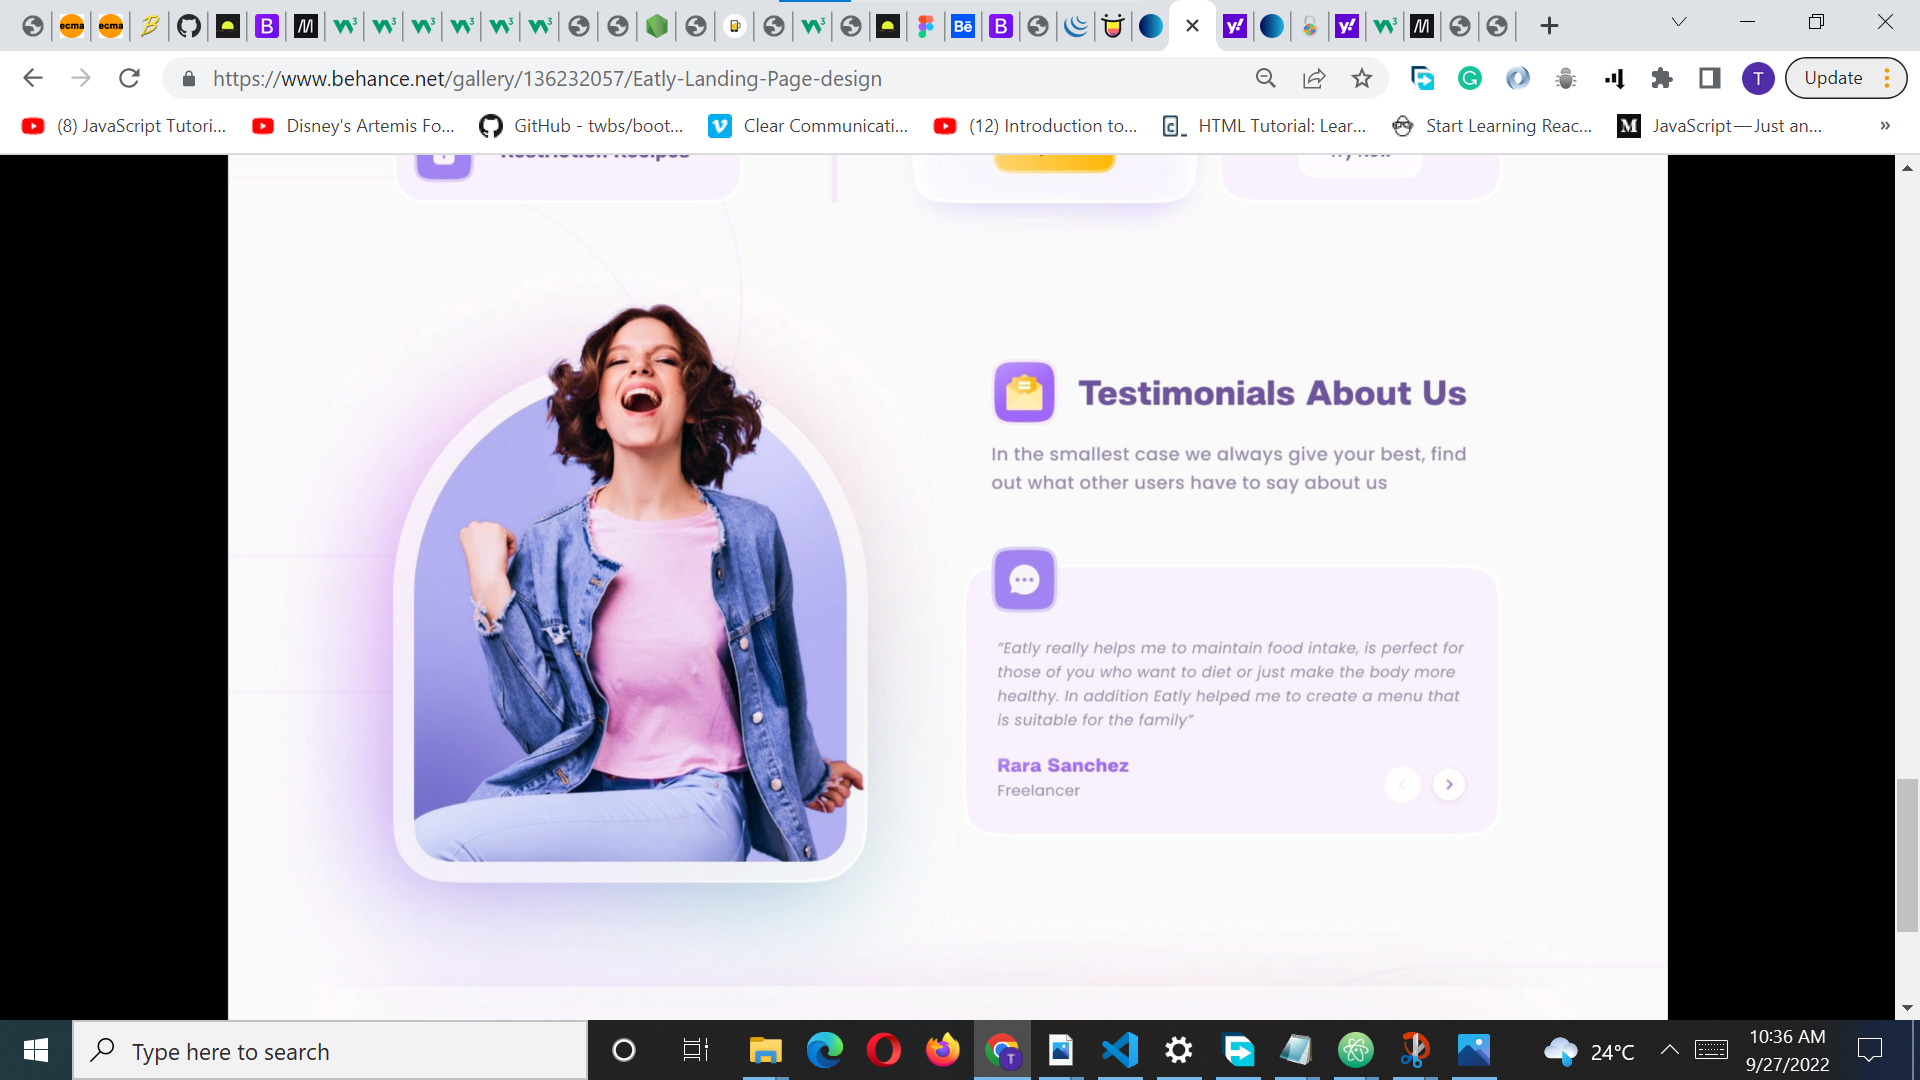 https://www.behance.net/gallery/136232057/Eatly-Landing-Page-design
Update
(8) JavaScript Tutori...
Disney's Artemis Fo...
GitHub - twbs/boot...
Clear Communicati...
(12) Introduction to...
HTML Tutorial: Lear...
Start Learning Reac...
JavaScript — Just an...
Restriction Recipes
Try Now
Testimonials About Us
In the smallest case we always give your best, find
out what other users have to say about us
“Eatly really helps me to maintain food intake, is perfect for
those of you who want to diet or just make the body more
healthy. In addition Eatly helped me to create a menu that
is suitable for the family”
Rara Sanchez
Freelancer
Type here to search
24°C
10:36 AM
9/27/2022